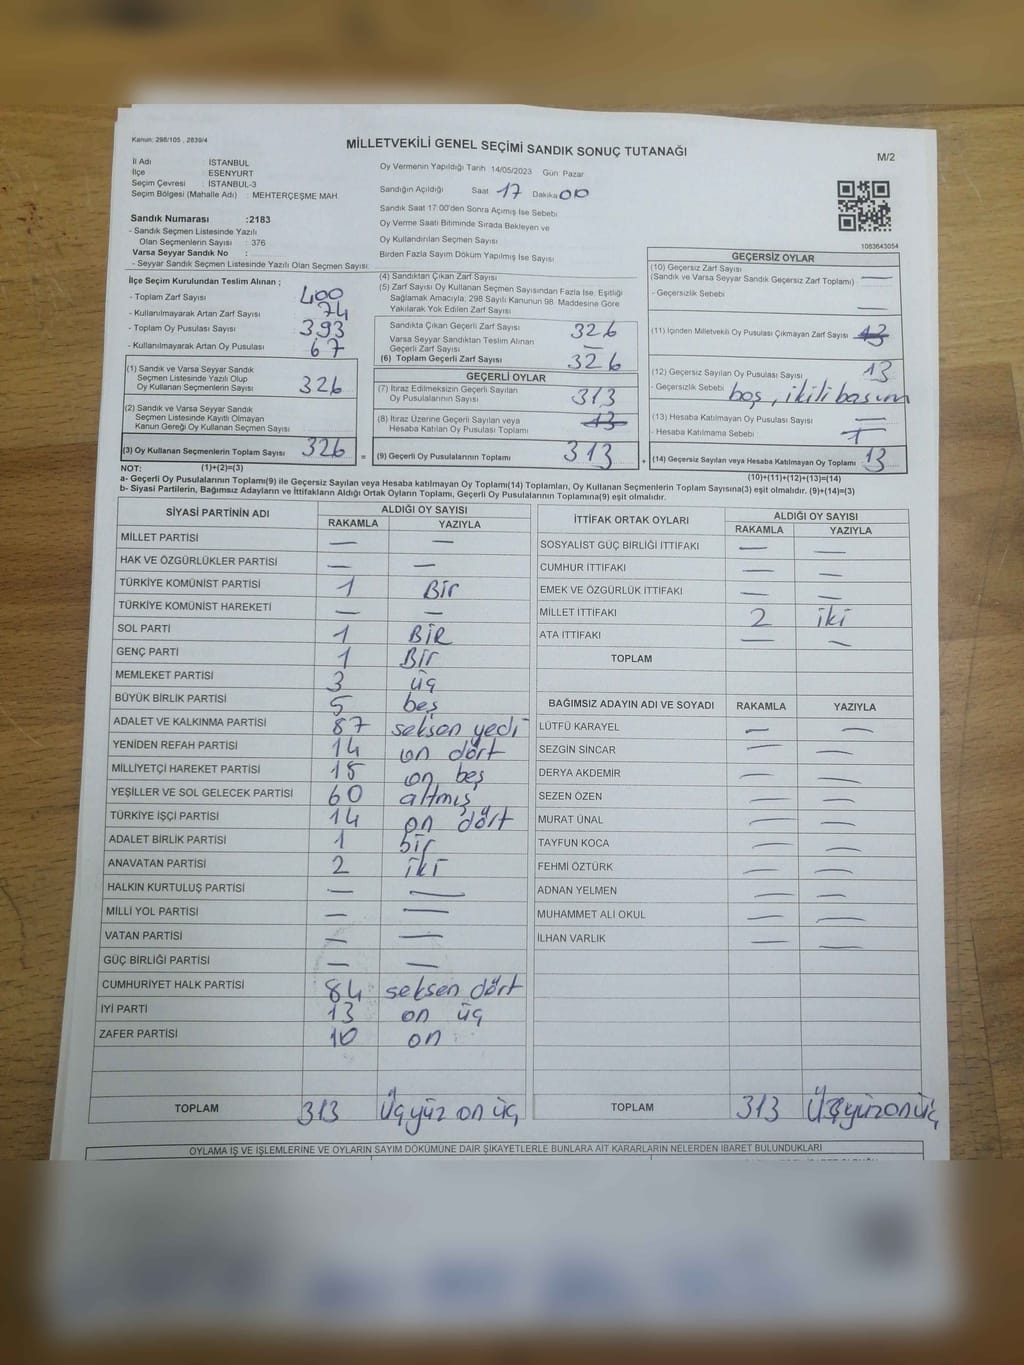 Kanun: 298/105 , 2839/4
MİLLETVEKİLİ GENEL SEÇİMİ SANDIK SONUÇ TUTANAĞI
M/2
İl Adı : İSTANBUL
İlçe : ESENYURT
Seçim Çevresi : İSTANBUL-3
Seçim Bölgesi (Mahalle Adı) : MEHTERÇEŞME MAH.
Sandık Numarası :2183
- Sandık Seçmen Listesinde Yazılı
Olan Seçmenlerin Sayısı : 376
Varsa Seyyar Sandık No :
- Seyyar Sandık Seçmen Listesinde Yazılı Olan Seçmen Sayısı:
Oy Vermenin Yapıldığı Tarih 14/05/2023 Gün Pazar
Sandığın Açıldığı Saat 17 Dakika 00
Sandık Saat 17:00'den Sonra Açımış İse Sebebi
Oy Verme Saati Bitiminde Sırada Bekleyen ve
Oy Kullandırılan Seçmen Sayısı
Birden Fazla Sayım Döküm Yapılmış İse Sayısı
1083643054
İlçe Seçim Kurulundan Teslim Alınan ;
- Toplam Zarf Sayısı 400
- Kullanılmayarak Artan Zarf Sayısı 74
- Toplam Oy Pusulası Sayısı 393
- Kullanılmayarak Artan Oy Pusulası 67
(1) Sandık ve Varsa Seyyar Sandık
Seçmen Listesinde Yazılı Olup
Oy Kullanan Seçmenlerin Sayısı 326
(2) Sandık ve Varsa Seyyar Sandık
Seçmen Listesinde Kayıtlı Olmayan
Kanun Gereği Oy Kullanan Seçmen Sayısı
(3) Oy Kullanan Seçmenlerin Toplam Sayısı 326
(4) Sandıktan Çıkan Zarf Sayısı
(5) Zarf Sayısı Oy Kullanan Seçmen Sayısından Fazla İse, Eşitliği
Sağlamak Amacıyla; 298 Sayılı Kanunun 98. Maddesine Göre
Yakılarak Yok Edilen Zarf Sayısı
Sandıkta Çıkan Geçerli Zarf Sayısı 326
Varsa Seyyar Sandıktan Teslim Alınan
Geçerli Zarf Sayısı —
(6) Toplam Geçerli Zarf Sayısı 326
GEÇERLİ OYLAR
(7) İtiraz Edilmeksizin Geçerli Sayılan
Oy Pusulalarının Sayısı 313
(8) İtiraz Üzerine Geçerli Sayılan veya
Hesaba Katılan Oy Pusulası Toplamı 13
= (9) Geçerli Oy Pusulalarının Toplamı 313
GEÇERSİZ OYLAR
(10) Geçersiz Zarf Sayısı
(Sandık ve Varsa Seyyar Sandık Geçersiz Zarf Toplamı) —
- Geçersizlik Sebebi —
(11) İçinden Milletvekili Oy Pusulası Çıkmayan Zarf Sayısı 13
(12) Geçersiz Sayılan Oy Pusulası Sayısı 13
- Geçersizlik Sebebi boş, ikili basım
(13) Hesaba Katılmayan Oy Pusulası Sayısı —
- Hesaba Katılmama Sebebi
+ (14) Geçersiz Sayılan veya Hesaba Katılmayan Oy Toplamı 13
NOT: (1)+(2)=(3)
(10)+(11)+(12)+(13)=(14)
a- Geçerli Oy Pusulalarının Toplamı(9) ile Geçersiz Sayılan veya Hesaba katılmayan Oy Toplamı(14) Toplamları, Oy Kullanan Seçmenlerin Toplam Sayısına(3) eşit olmalıdır. (9)+(14)=(3)
b- Siyasi Partilerin, Bağımsız Adayların ve İttifakların Aldığı Ortak Oyların Toplamı, Geçerli Oy Pusulalarının Toplamına(9) eşit olmalıdır.
SİYASİ PARTİNİN ADI ALDIĞI OY SAYISI
RAKAMLA YAZIYLA
MİLLET PARTİSİ — —
HAK VE ÖZGÜRLÜKLER PARTİSİ — —
TÜRKİYE KOMÜNİST PARTİSİ 1 Bir
TÜRKİYE KOMÜNİST HAREKETİ — —
SOL PARTİ 1 BİR
GENÇ PARTİ 1 Bir
MEMLEKET PARTİSİ 3 üç
BÜYÜK BİRLİK PARTİSİ 5 beş
ADALET VE KALKINMA PARTİSİ 87 seksen yedi
YENİDEN REFAH PARTİSİ 14 on dört
MİLLİYETÇİ HAREKET PARTİSİ 15 on beş
YEŞİLLER VE SOL GELECEK PARTİSİ 60 altmış
TÜRKİYE İŞÇİ PARTİSİ 14 on dört
ADALET BİRLİK PARTİSİ 1 bir
ANAVATAN PARTİSİ 2 iki
HALKIN KURTULUŞ PARTİSİ — —
MİLLİ YOL PARTİSİ — —
VATAN PARTİSİ — —
GÜÇ BİRLİĞİ PARTİSİ — —
CUMHURİYET HALK PARTİSİ 84 seksen dört
İYİ PARTİ 13 on üç
ZAFER PARTİSİ 10 on
TOPLAM 313 Üçyüz on üç
İTTİFAK ORTAK OYLARI ALDIĞI OY SAYISI
RAKAMLA YAZIYLA
SOSYALİST GÜÇ BİRLİĞİ İTTİFAKI — —
CUMHUR İTTİFAKI — —
EMEK VE ÖZGÜRLÜK İTTİFAKI — —
MİLLET İTTİFAKI 2 iki
ATA İTTİFAKI — —
TOPLAM
BAĞIMSIZ ADAYIN ADI VE SOYADI RAKAMLA YAZIYLA
LÜTFÜ KARAYEL — —
SEZGİN SİNCAR — —
DERYA AKDEMİR — —
SEZEN ÖZEN — —
MURAT ÜNAL — —
TAYFUN KOCA — —
FEHMİ ÖZTÜRK — —
ADNAN YELMEN — —
MUHAMMET ALİ OKUL — —
İLHAN VARLIK — —
TOPLAM 313 Üçyüz on üç
OYLAMA İŞ VE İŞLEMLERİNE VE OYLARIN SAYIM DÖKÜMÜNE DAİR ŞİKAYETLERLE BUNLARA AİT KARARLARIN NELERDEN İBARET BULUNDUKLARI